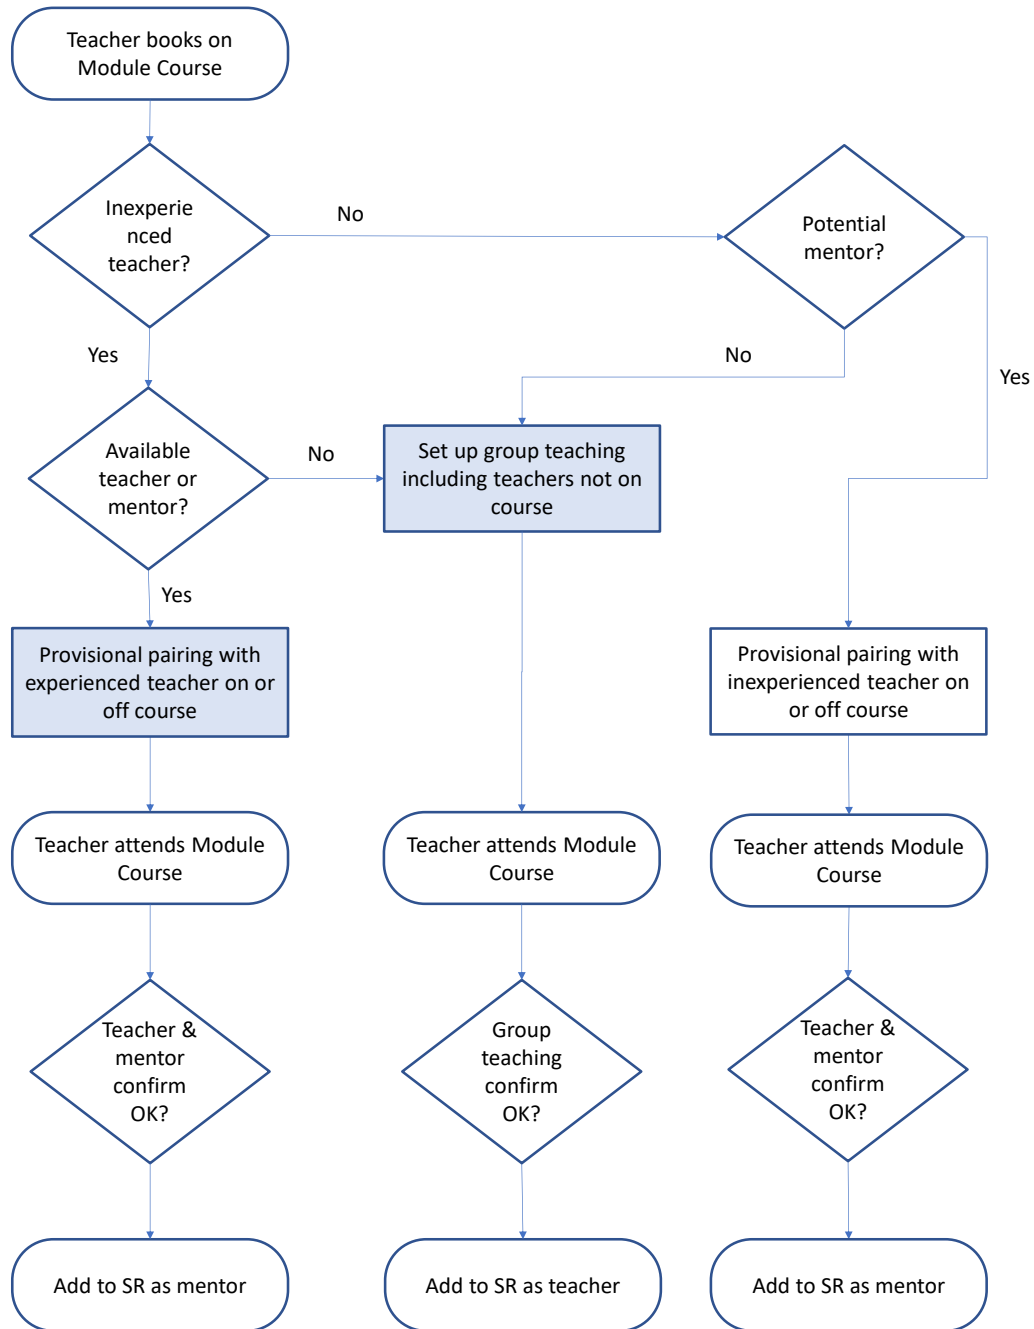 Teacher books on
Module Course
Inexperie
nced
teacher?
No
Potential
mentor?
Yes
No
Yes
Available
teacher or
mentor?
No
Set up group teaching
including teachers not on
course
Yes
Provisional pairing with
experienced teacher on or
off course
Provisional pairing with
inexperienced teacher on
or off course
Teacher attends Module
Course
Teacher attends Module
Course
Teacher attends Module
Course
Teacher &
mentor
confirm
OK?
Group
teaching
confirm
OK?
Teacher &
mentor
confirm
OK?
Add to SR as mentor
Add to SR as teacher
Add to SR as mentor